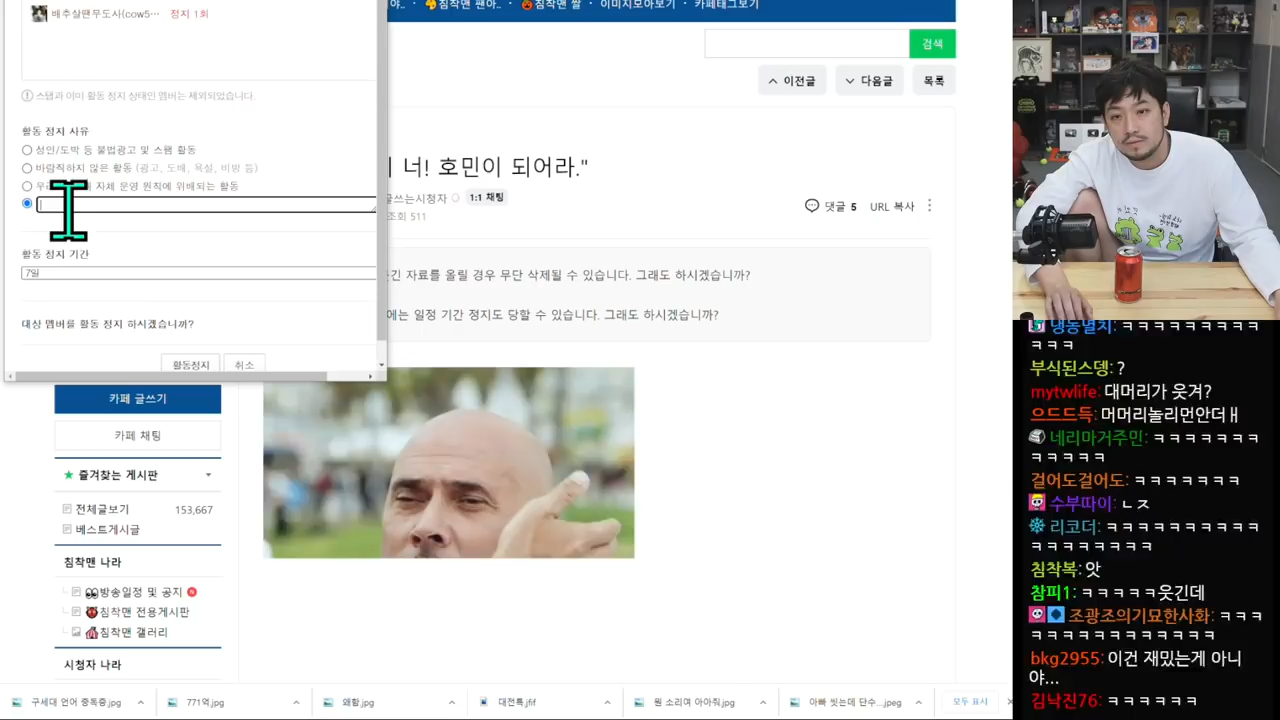 배추살땐무도사(cow5··· 정지 1회
스탭과 이미 활동 정지 상태인 멤버는 제외되었습니다.
활동 정지 사유
성인/도박 등 불법광고 및 스팸 활동
바람직하지 않은 활동 (광고, 도배, 욕설, 비방 등)
자체 운영 원칙에 위배되는 활동
활동 정지 기간
7일
대상 멤버를 활동 정지 하시겠습니까?
활동정지 취소
침착맨 팬아.. · 침착맨 짤 · 이미지모아보기 · 카페태그보기
검색
이전글 다음글 목록
너! 호민이 되어라."
글쓰는시청자 1:1 채팅
조회 511
댓글 5 URL 복사
긴 자료를 올릴 경우 무단 삭제될 수 있습니다. 그래도 하시겠습니까?
에는 일정 기간 정지도 당할 수 있습니다. 그래도 하시겠습니까?
카페 글쓰기
카페 채팅
즐겨찾는 게시판
전체글보기 153,667
베스트게시글
침착맨 나라
방송일정 및 공지 N
침착맨 전용게시판
침착맨 갤러리
시청자 나라
구세대 언어 중독증.jpg
771억.jpg
왜함.jpg
대전특.jfif
뭔 소리여 아아줘.jpg
아빠 씻는데 단수....jpeg
모두 표시
냉동멸치: ㅋㅋㅋㅋㅋㅋㅋㅋㅋ
ㅋㅋㅋ
부식된스뎅: ?
mytwlife: 대머리가 웃겨?
으드드득: 머머리놀리먼안더ㅐ
네리마거주민: ㅋㅋㅋㅋㅋㅋㅋ
ㅋㅋㅋㅋㅋ
걸어도걸어도: ㅋㅋㅋㅋㅋㅋㅋ
수부따이: ㄴㅈ
리코더: ㅋㅋㅋㅋㅋㅋㅋㅋㅋㅋ
ㅋㅋㅋㅋㅋㅋㅋㅋ
침착복: 앗
참피1: ㅋㅋㅋㅋㅋ웃긴데
조광조의기묘한사화: ㅋㅋㅋ
ㅋㅋㅋㅋㅋㅋㅋㅋㅋㅋㅋㅋ
bkg2955: 이건 재밌는게 아니
야...
김낙진76: ㅋㅋㅋㅋㅋㅋ